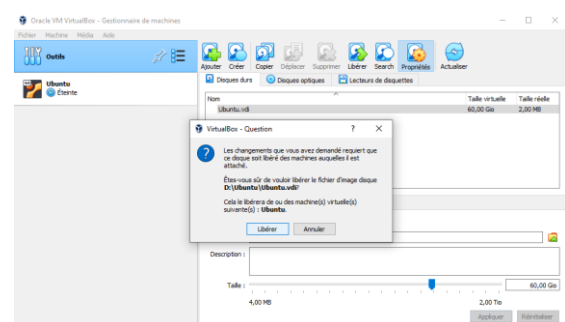 Oracle VM VirtualBox - Gestionnaire de machines
Fichier Machine Média Aide
Outils
Ajouter Créer Copier Déplacer Supprimer Libérer Search Propriétés Actualiser
Ubuntu
Éteinte
Disques durs Disques optiques Lecteurs de disquettes
Nom Taille virtuelle Taille réelle
Ubuntu.vdi 60,00 Gio 2,00 MB
VirtualBox - Question ? X
Les changements que vous avez demandé requiert que
ce disque soit libéré des machines auquelles il est
attaché.
Êtes-vous sûr de vouloir libérer le fichier d'image disque
D:\Ubuntu\Ubuntu.vdi?
Cela le libérera de ou des machine(s) virtuelle(s)
suivante(s) : Ubuntu.
Libérer Annuler
Description :
Taille : 60,00 Gio
4,00 MB 2,00 Tio
Appliquer Réinitialiser